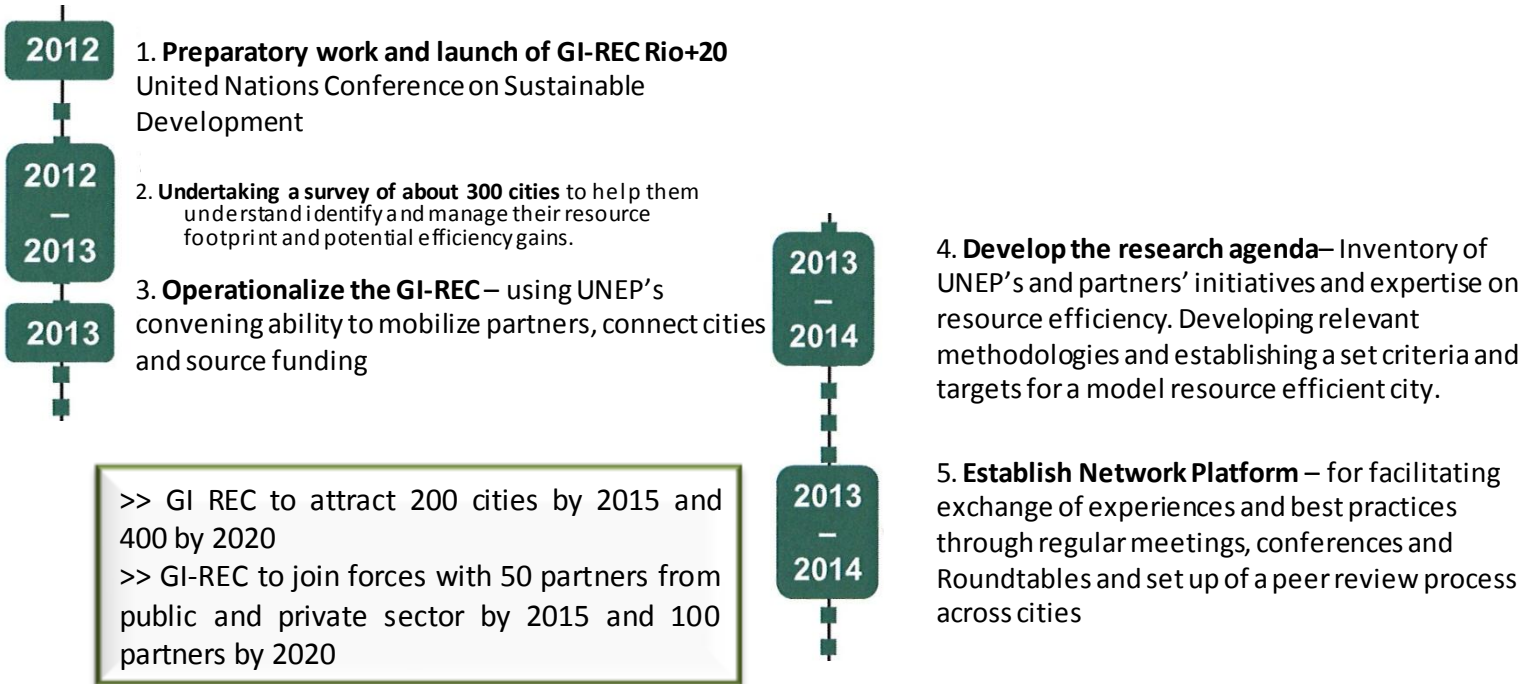 2012
1. Preparatory work and launch of GI-REC Rio+20
United Nations Conference on Sustainable
Development
2012
–
2013
2. Undertaking a survey of about 300 cities to help them
understand identify and manage their resource
footprint and potential efficiency gains.
2013
3. Operationalize the GI-REC – using UNEP's
convening ability to mobilize partners, connect cities
and source funding
>> GI REC to attract 200 cities by 2015 and
400 by 2020
>> GI-REC to join forces with 50 partners from
public and private sector by 2015 and 100
partners by 2020
2013
–
2014
4. Develop the research agenda– Inventory of
UNEP's and partners' initiatives and expertise on
resource efficiency. Developing relevant
methodologies and establishing a set criteria and
targets for a model resource efficient city.
2013
–
2014
5. Establish Network Platform – for facilitating
exchange of experiences and best practices
through regular meetings, conferences and
Roundtables and set up of a peer review process
across cities